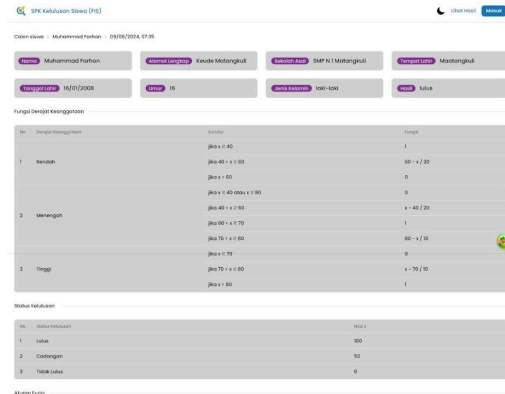 SPK Kelulusan Siswa (FIS)
Lihat Hasil Masuk
Calon siswa > Muhammad Farhan > 09/08/2024, 07:35
Nama Muhammad Farhan
Alamat Lengkap Keude Matangkuli
Sekolah Asal SMP N 1 Matangkuli
Tempat Lahir Maatangkuli
Tanggal Lahir 16/01/2008
Umur 16
Jenis Kelamin laki-laki
Hasil lulus
Fungsi Derajat Keanggotaan
No Derajat Keanggotaan Kondisi Fungsi
jika x ≤ 40 1
1 Rendah jika 40 < x ≤ 60 60 - x / 20
jika x > 60 0
jika x ≤ 40 atau x ≥ 80 0
jika 40 < x ≤ 60 x - 40 / 20
2 Menengah
jika 60 < x ≤ 70 1
jika 70 < x ≤ 80 80 - x / 10
jika x ≤ 70 0
3 Tinggi jika 70 < x ≤ 80 x - 70 / 10
jika x > 80 1
Status Kelulusan
No Status Kelulusan Nilai z
1 Lulus 100
2 Cadangan 50
3 Tidak Lulus 0
Aturan Fuzzy